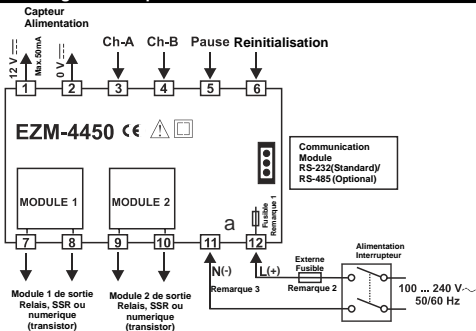 Capteur
Alimentation
12 V
Max.50mA
0 V
Ch-A
Ch-B
Pause
Reinitialisation
1
2
3
4
5
6
EZM-4450 CE
Communication
Module
RS-232(Standard)/
RS-485 (Optional)
MODULE 1
MODULE 2
a
Fusible
Remarque 1
7
8
9
10
11
12
N(-)
L(+)
Remarque 3
Externe
Fusible
Remarque 2
Alimentation
Interrupteur
100 ... 240 V~
50/60 Hz
Module 1 de sortie
Relais, SSR ou
numerique
(transistor)
Module 2 de sortie
Relais, SSR ou
numerique
(transistor)